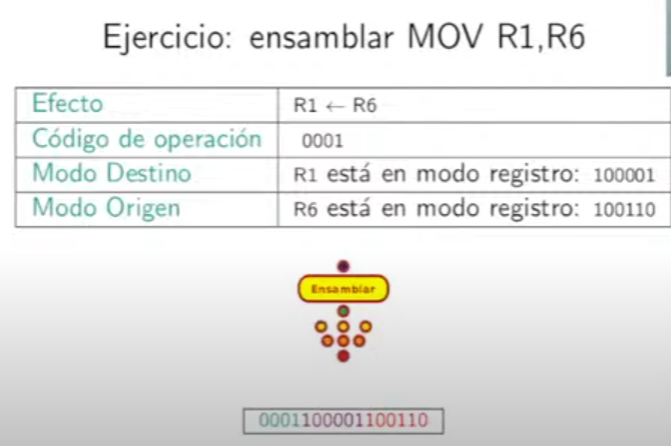 Ejercicio: ensamblar MOV R1,R6
Efecto R1 ← R6
Código de operación 0001
Modo Destino R1 está en modo registro: 100001
Modo Origen R6 está en modo registro: 100110
Ensamblar
0001100001100110